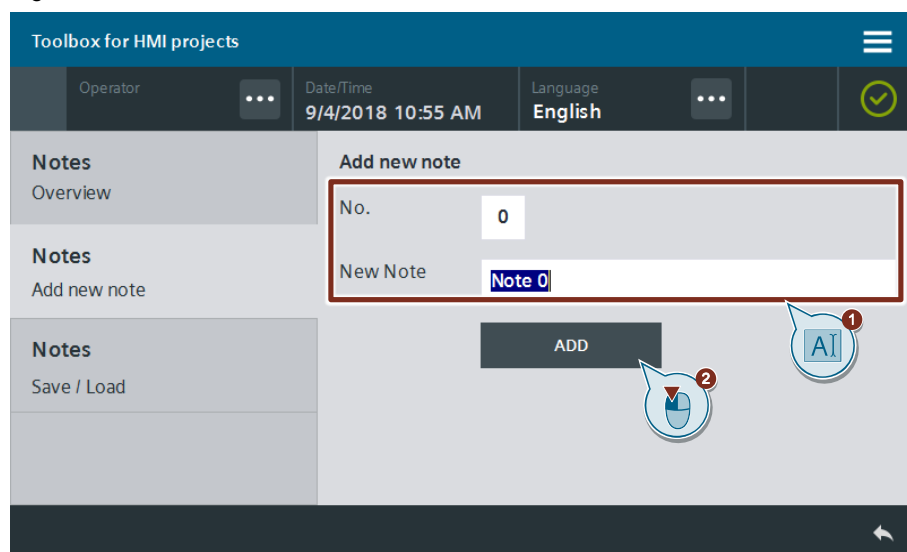 Toolbox for HMI projects
Operator
Date/Time
9/4/2018 10:55 AM
Language
English
Notes
Overview
Notes
Add new note
Notes
Save / Load
Add new note
No.
0
New Note
Note 0
1
AI
ADD
2